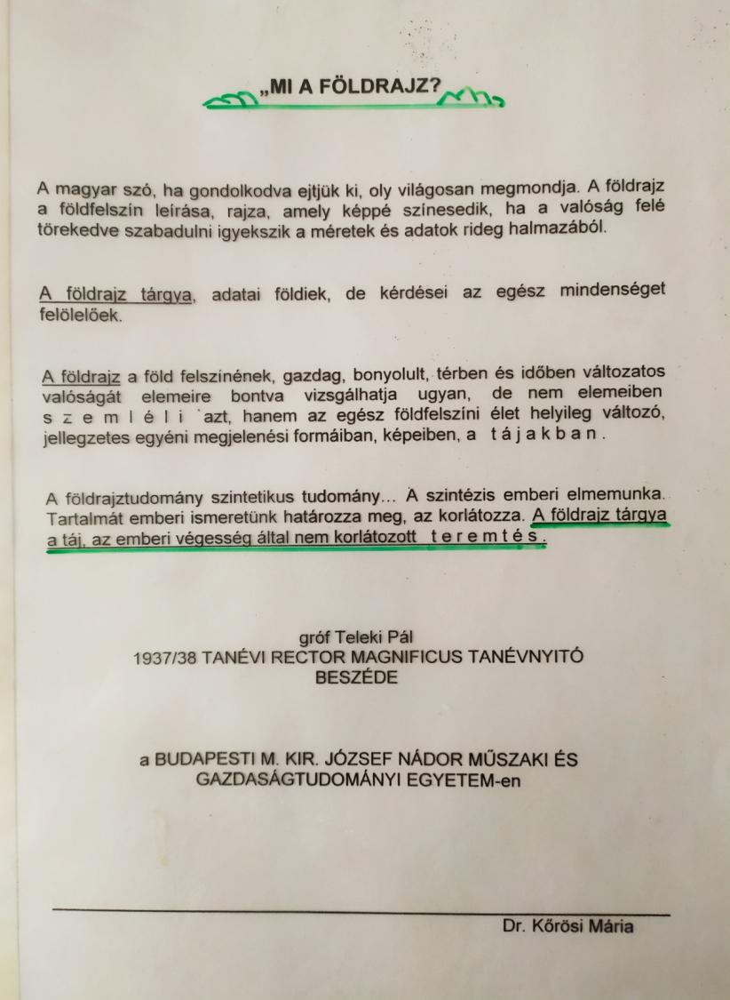 „MI A FÖLDRAJZ?
A magyar szó, ha gondolkodva ejtjük ki, oly világosan megmondja. A földrajz
a földfelszín leírása, rajza, amely képpé színesedik, ha a valóság felé
törekedve szabadulni igyekszik a méretek és adatok rideg halmazából.
A földrajz tárgya, adatai földiek, de kérdései az egész mindenséget
felölelőek.
A földrajz a föld felszínének, gazdag, bonyolult, térben és időben változatos
valóságát elemeire bontva vizsgálhatja ugyan, de nem elemeiben
s z e m l é l i azt, hanem az egész földfelszíni élet helyileg változó,
jellegzetes egyéni megjelenési formáiban, képeiben, a t á j a k b a n .
A földrajztudomány szintetikus tudomány... A szintézis emberi elmemunka.
Tartalmát emberi ismeretünk határozza meg, az korlátozza. A földrajz tárgya
a táj, az emberi végesség által nem korlátozott t e r e m t é s .
gróf Teleki Pál
1937/38 TANÉVI RECTOR MAGNIFICUS TANÉVNYITÓ
BESZÉDE
a BUDAPESTI M. KIR. JÓZSEF NÁDOR MŰSZAKI ÉS
GAZDASÁGTUDOMÁNYI EGYETEM-en
Dr. Kőrösi Mária